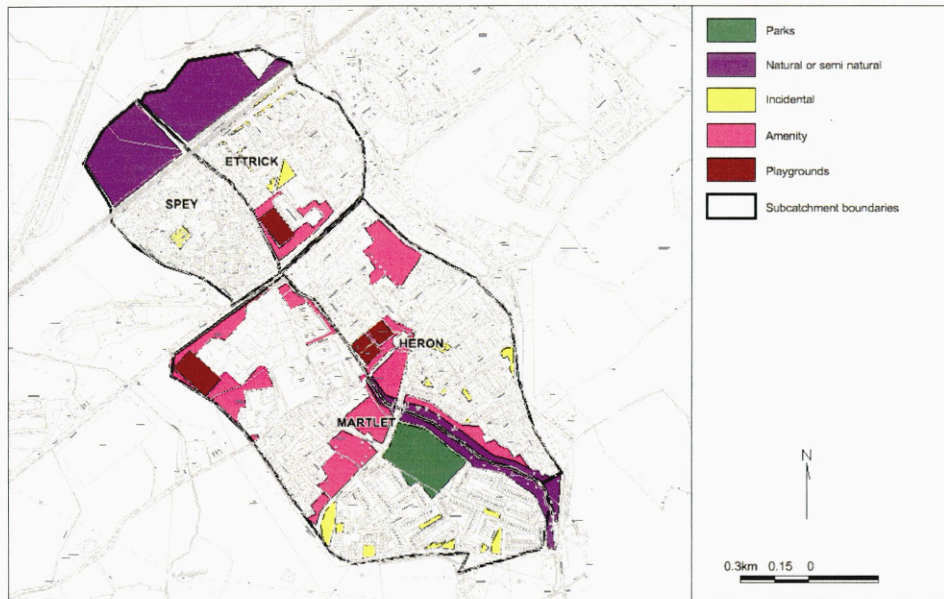 ETTRICK
SPEY
HERON
MARTLET
Parks
Natural or semi natural
Incidental
Amenity
Playgrounds
Subcatchment boundaries
N
0.3km 0.15 0